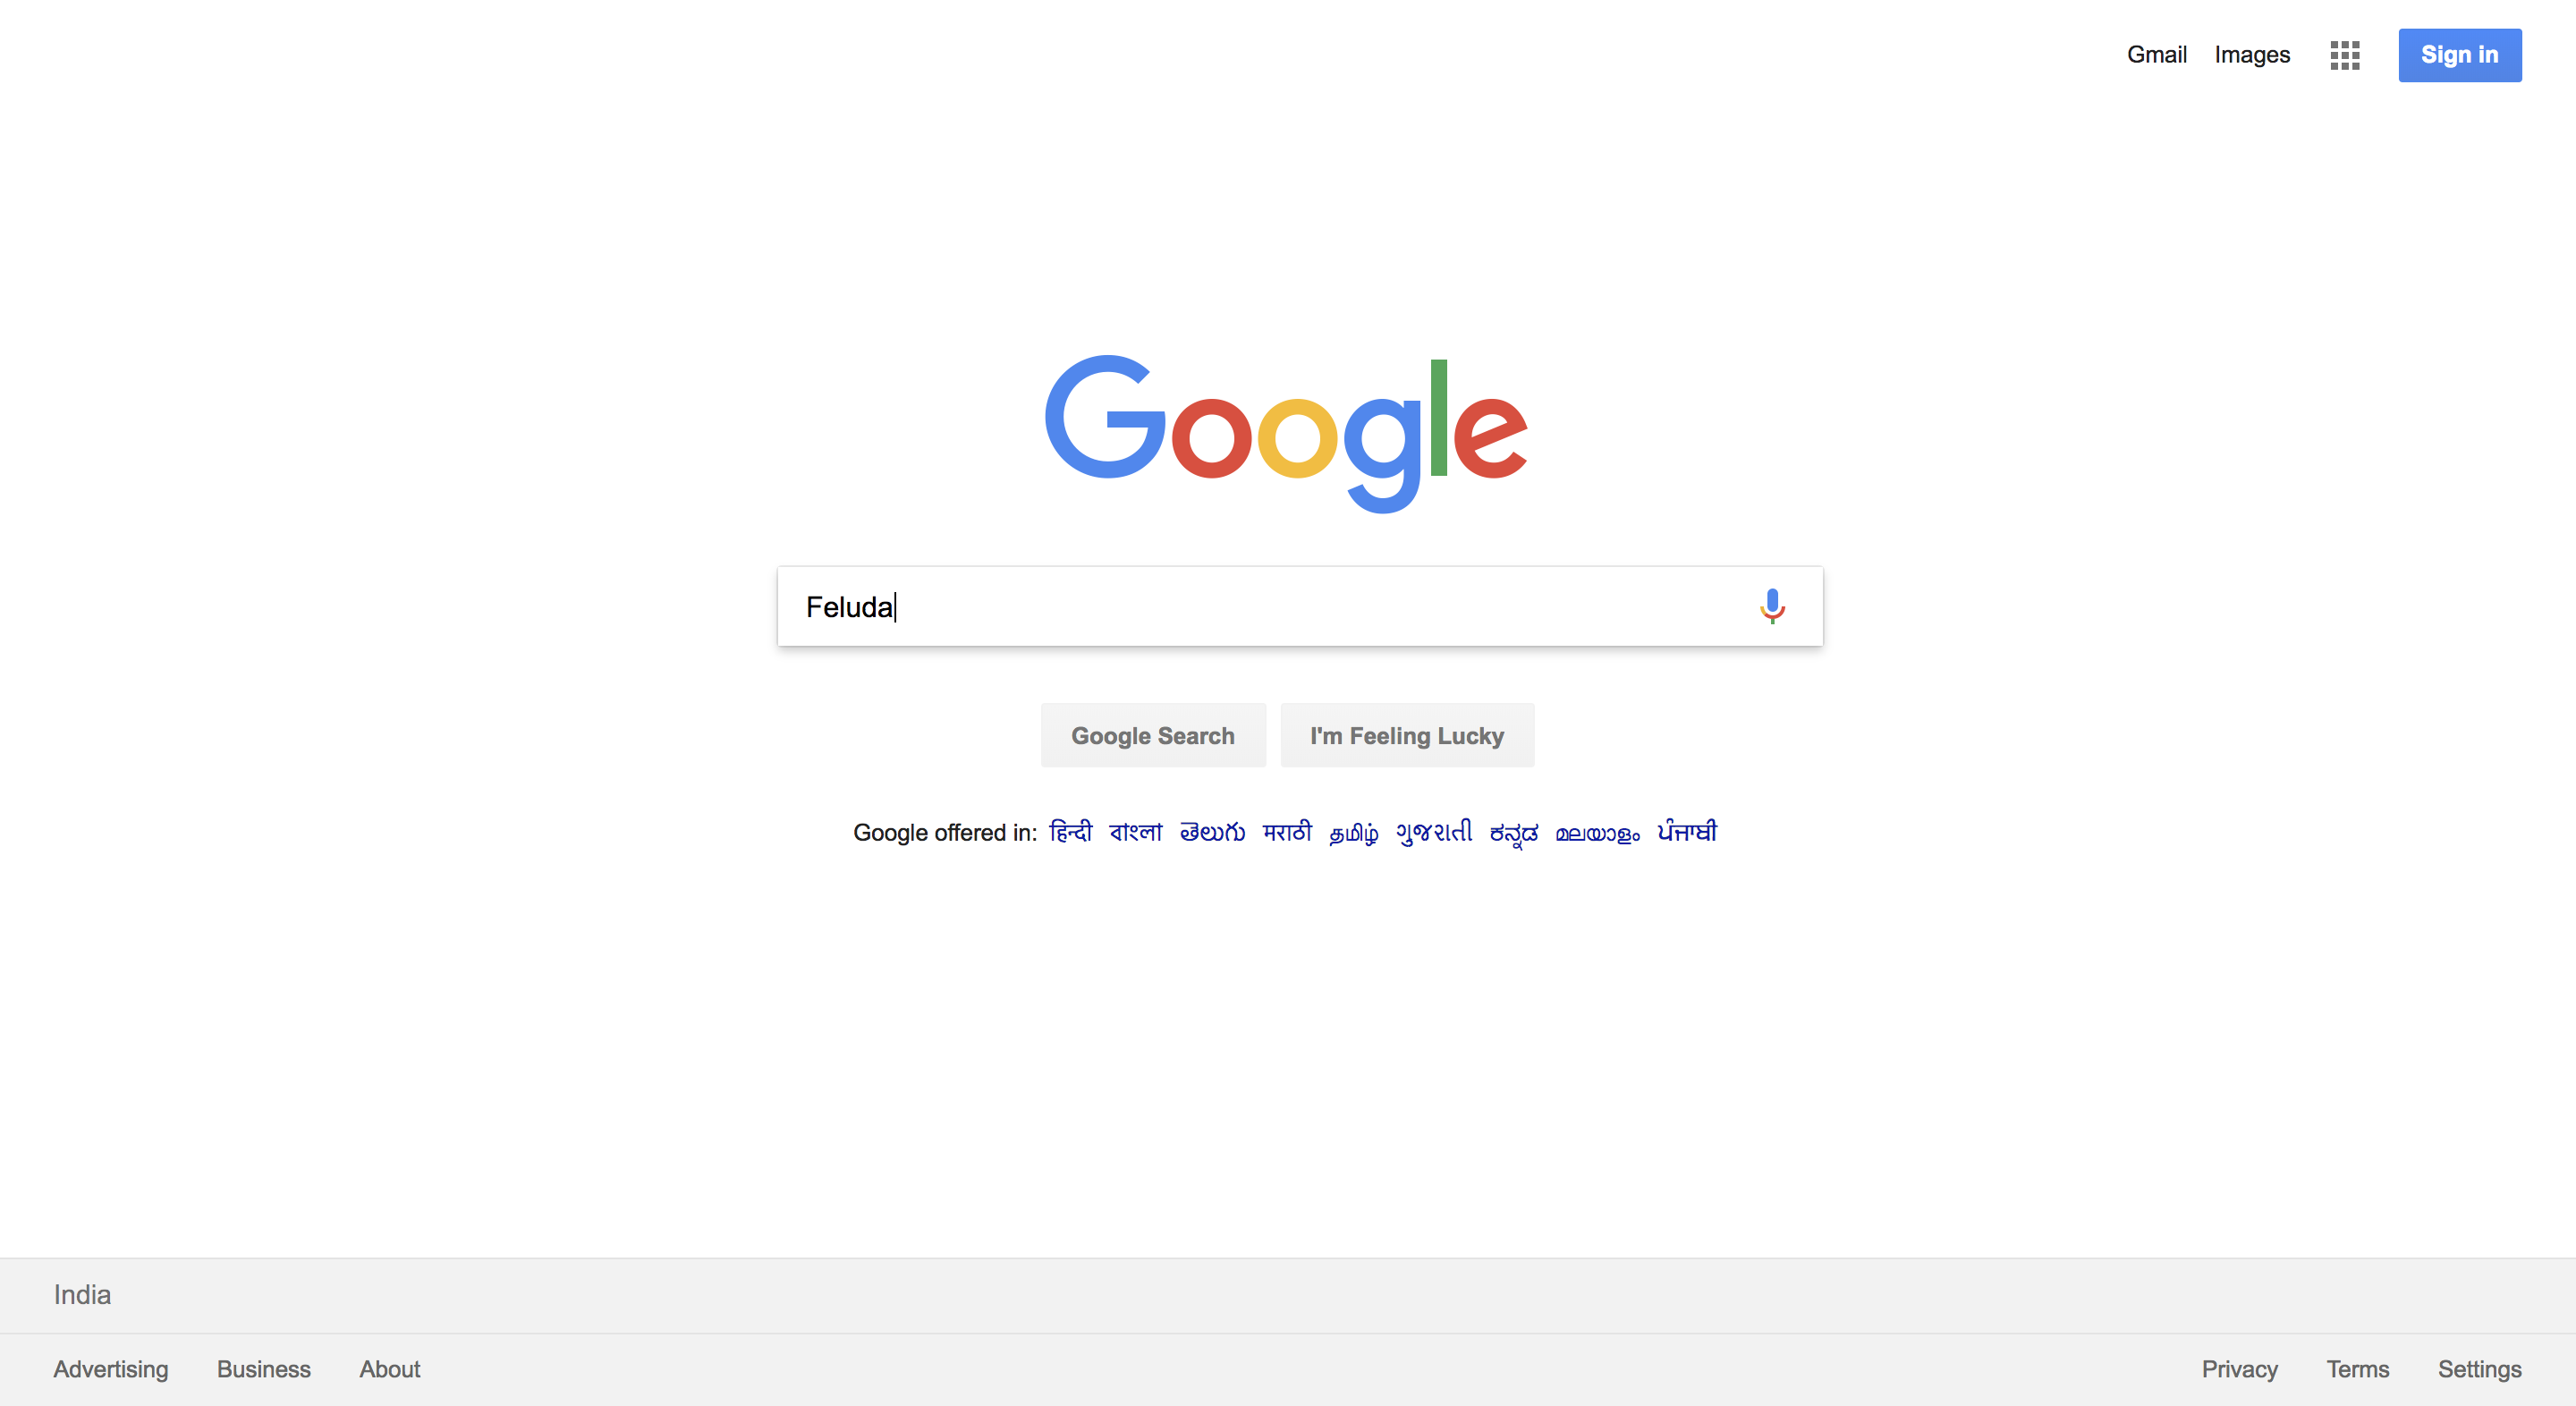 Gmail Images Sign in
Google
Feluda
Google Search I'm Feeling Lucky
Google offered in: हिन्दी বাংলা తెలుగు मराठी தமிழ் ગુજરાતી ಕನ್ನಡ മലയാളം ਪੰਜਾਬੀ
India
Advertising Business About Privacy Terms Settings